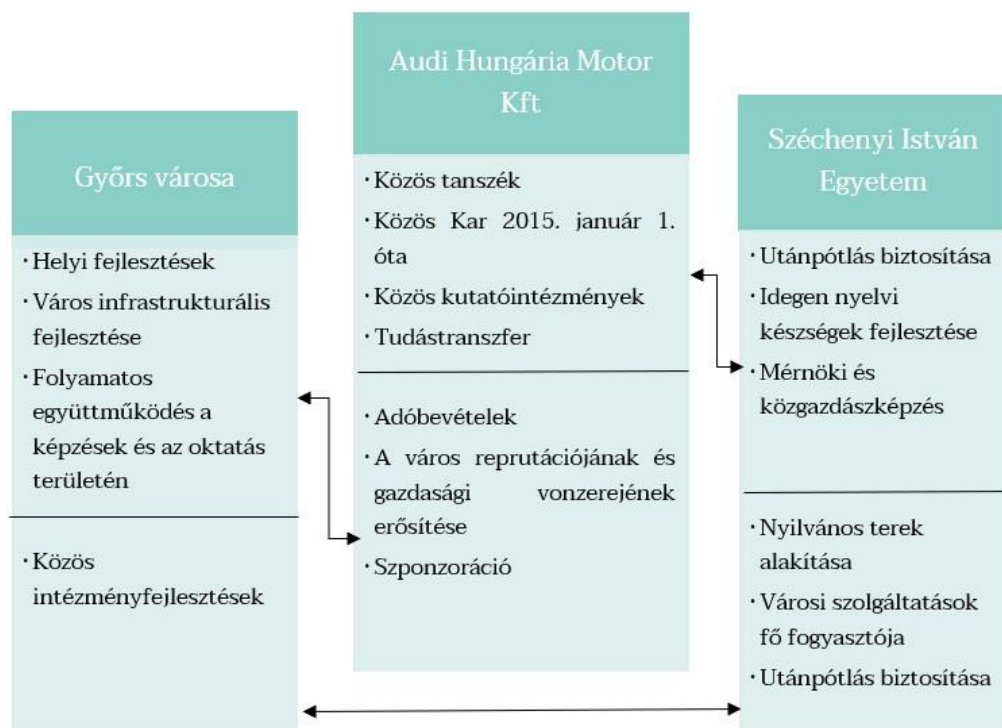 Győrs városa
· Helyi fejlesztések
· Város infrastrukturális
fejlesztése
· Folyamatos
együttműködés a
képzések és az oktatás
területén
· Közös
intézményfejlesztések
Audi Hungária Motor
Kft
· Közös tanszék
· Közös Kar 2015. január 1.
óta
· Közös kutatóintézmények
· Tudástranszfer
· Adóbevételek
· A város reprutációjának és
gazdasági vonzerejének
erősítése
· Szponzoráció
Széchenyi István
Egyetem
· Utánpótlás biztosítása
· Idegen nyelvi
készségek fejlesztése
· Mérnöki és
közgazdászképzés
· Nyilvános terek
alakítása
· Városi szolgáltatások
fő fogyasztója
· Utánpótlás biztosítása